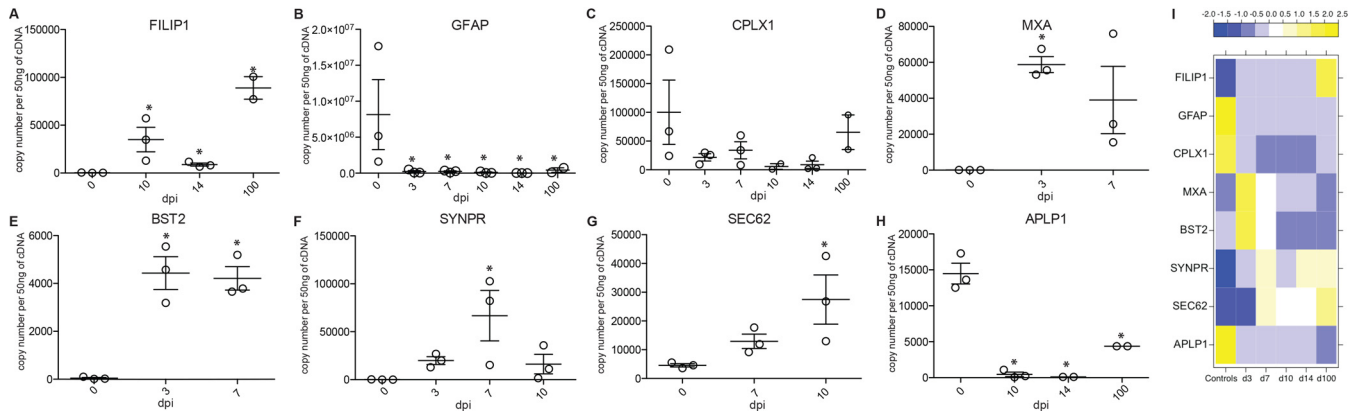 A
FILIP1
copy number per 50ng of cDNA
150000
100000
50000
0
0
10
14
100
*
*
*
dpi
B
GFAP
copy number per 50ng of cDNA
2.0×10⁰⁷
1.5×10⁰⁷
1.0×10⁰⁷
5.0×10⁰⁶
0.0
0
3
7
10
14
100
*
*
*
*
*
dpi
C
CPLX1
copy number per 50ng of cDNA
250000
200000
150000
100000
50000
0
0
3
7
10
14
100
dpi
D
MXA
copy number per 50ng of cDNA
80000
60000
40000
20000
0
0
3
7
*
dpi
E
BST2
copy number per 50ng of cDNA
6000
4000
2000
0
0
3
7
*
*
dpi
F
SYNPR
copy number per 50ng of cDNA
150000
100000
50000
0
0
3
7
10
*
dpi
G
SEC62
copy number per 50ng of cDNA
50000
40000
30000
20000
10000
0
0
3
7
10
*
dpi
H
APLP1
copy number per 50ng of cDNA
20000
15000
10000
5000
0
0
10
14
100
*
*
*
dpi
I
-2.0 -1.5 -1.0 -0.5 0.0 0.5 1.0 1.5 2.0 2.5
FILIP1
GFAP
CPLX1
MXA
BST2
SYNPR
SEC62
APLP1
Controls d3 d7 d10 d14 d100